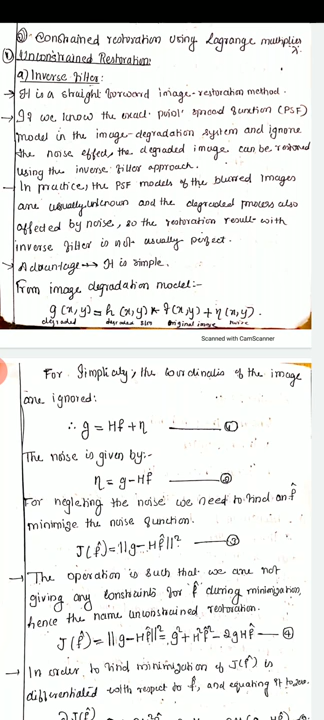 ② Constrained restoration using Lagrange multiplies λ.
① Unconstrained Restoration:
a) Inverse filter:
→ It is a straight forward image-restoration method.
→ If we know the exact point spread function (PSF)
model in the image-degradation system and ignore
the noise effect, the degraded image can be restored
using the inverse filter approach.
→ In practice, the PSF models of the blurred images
are usually unknown and the degraded process also
affected by noise, so the restoration result with
inverse filter is not usually perfect.
→ Advantage → It is simple.
From image degradation model:-
g(x,y) = h(x,y) * f(x,y) + η(x,y).
degraded original image noise
Scanned with CamScanner
For simplicity, the coordinates of the image
are ignored:
∴ g = Hf + η ——①
The noise is given by:-
η = g - Hf ——②
For neglecting the noise we need to find an f̂
minimize the noise function.
J(f̂) = ||g - Hf̂||² ——③
→ The operation is such that we are not
giving any constraints for f̂ during minimization,
hence the name unconstrained restoration.
J(f̂) = ||g - Hf̂||² = g² + H²f̂² - 2gHf̂ —④
→ In order to find minimization of J(f̂) is
differentiated with respect to f̂, and equating it to zero.
∂J(f̂)